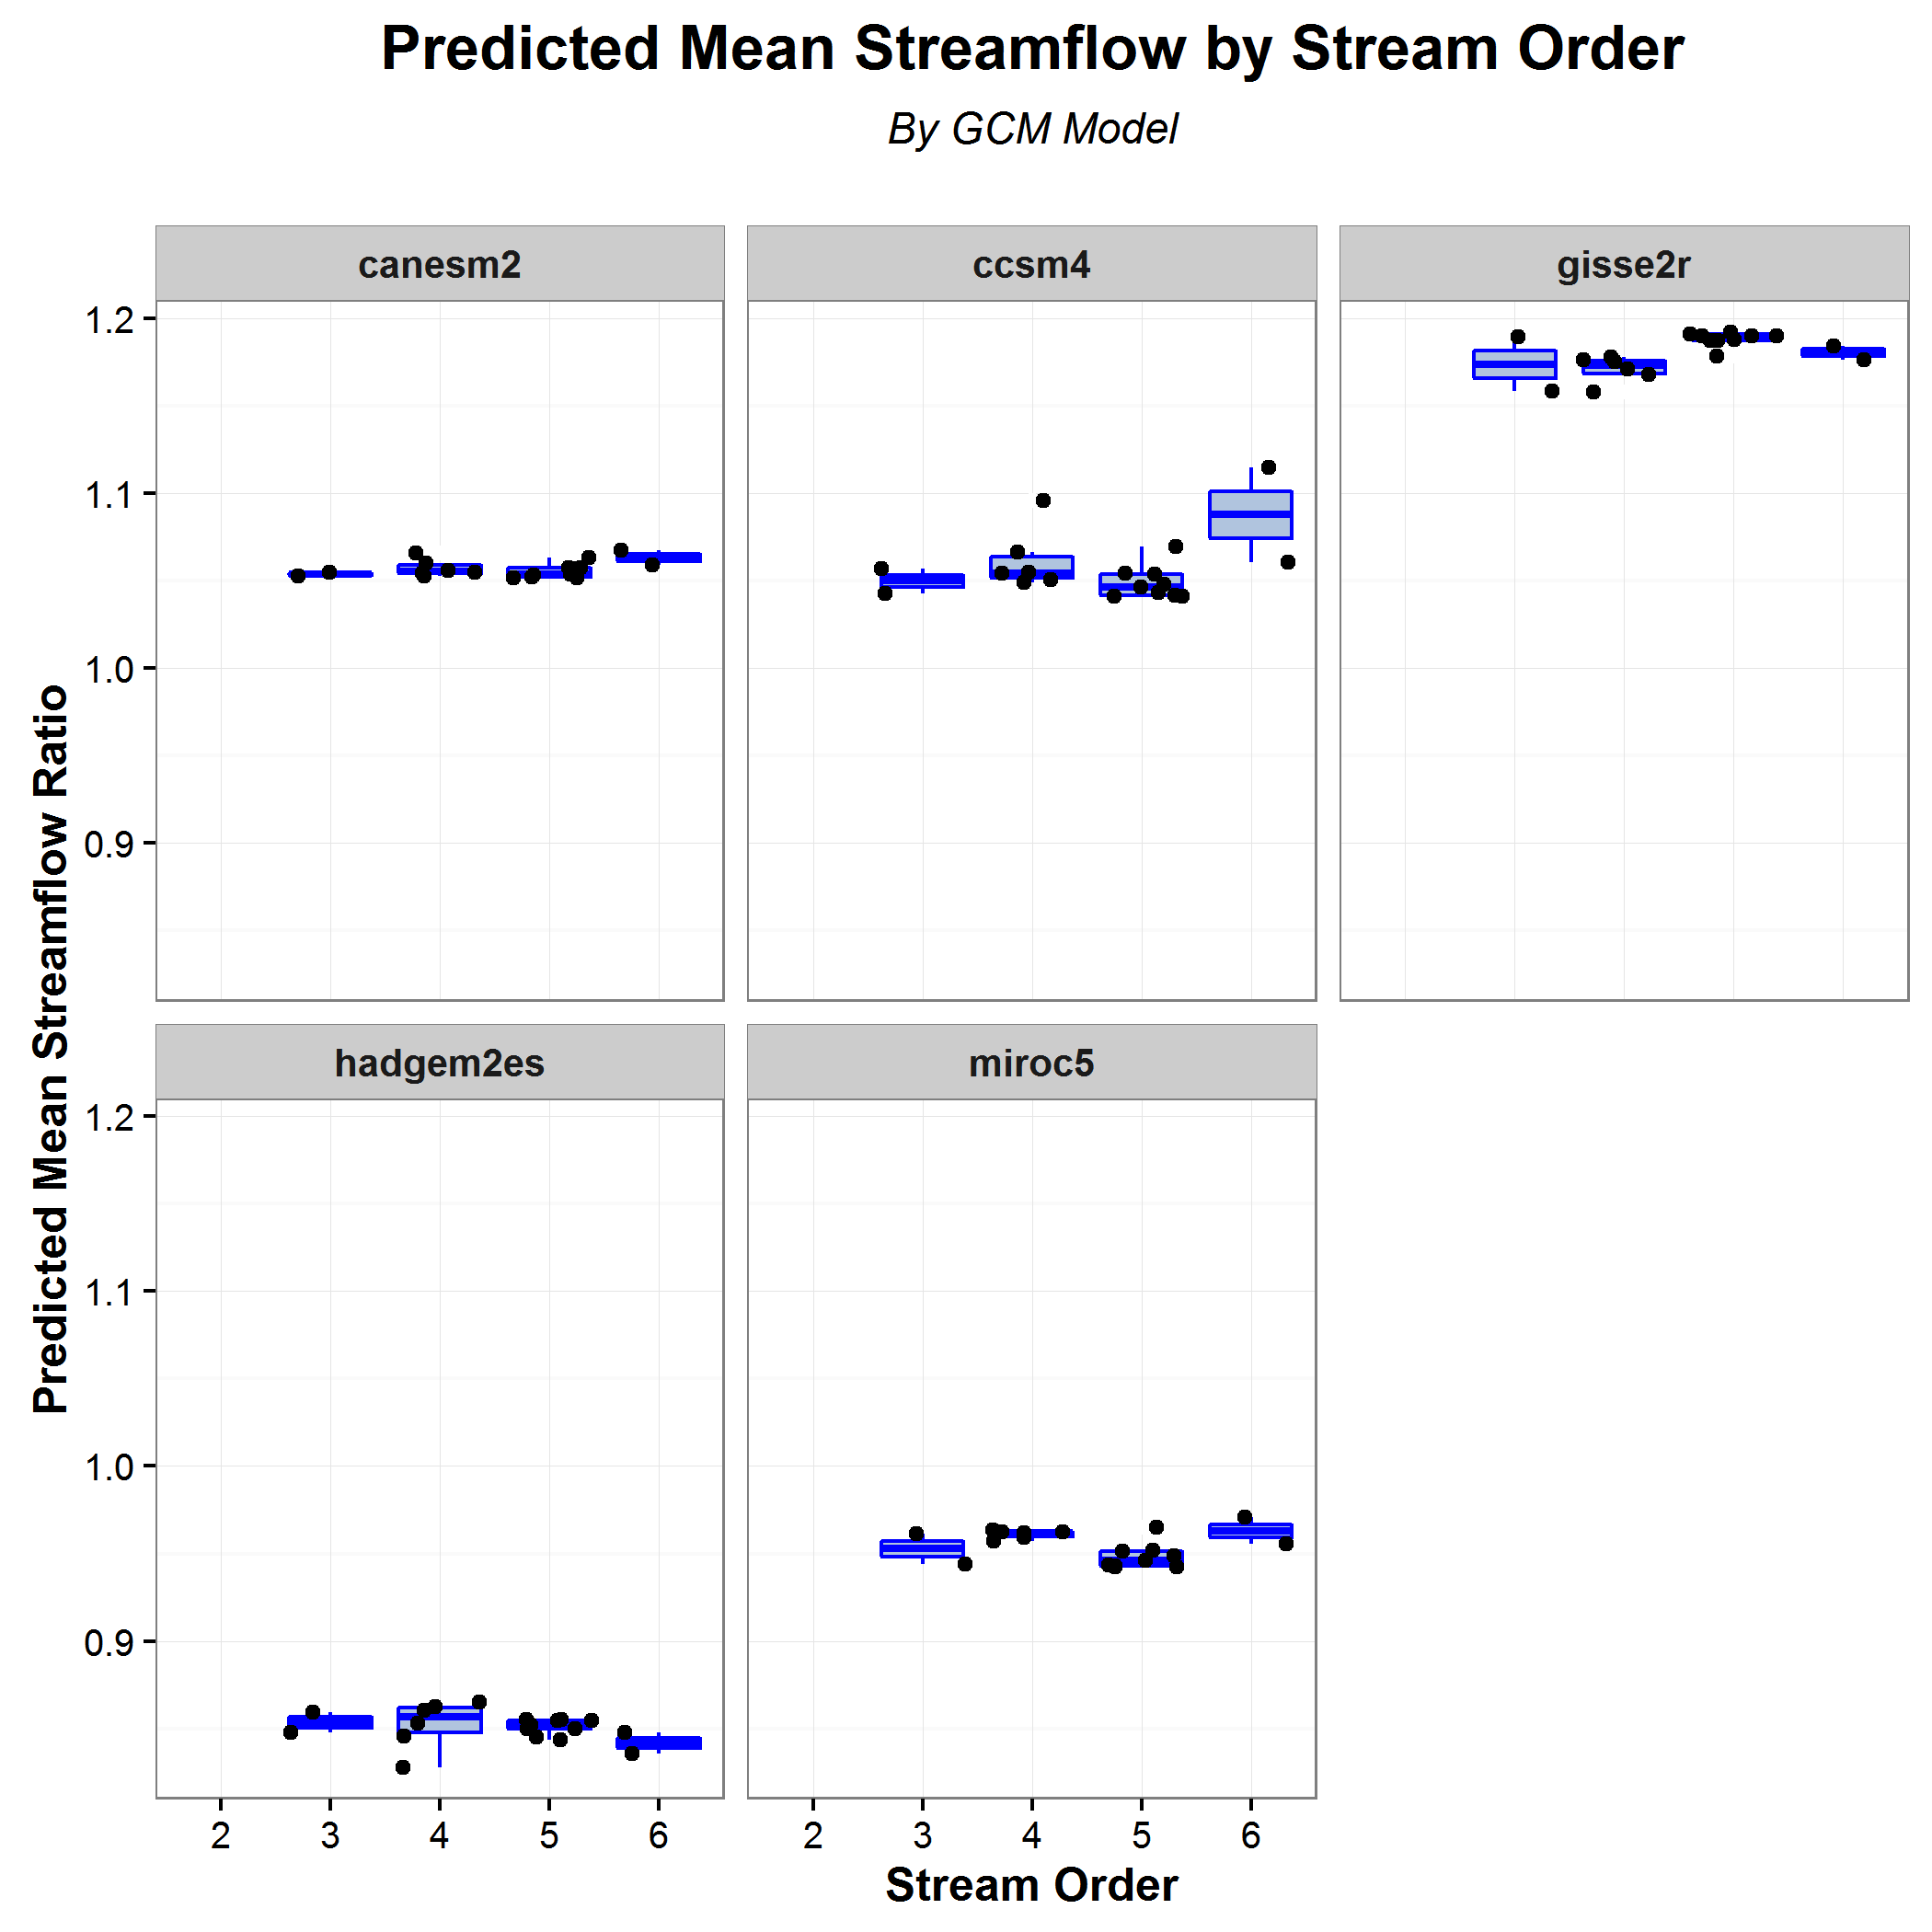 Predicted Mean Streamflow by Stream Order
By GCM Model
canesm2
ccsm4
gisse2r
1.2
1.1
1.0
0.9
Predicted Mean Streamflow Ratio
hadgem2es
miroc5
1.2
1.1
1.0
0.9
2 3 4 5 6
2 3 4 5 6
Stream Order